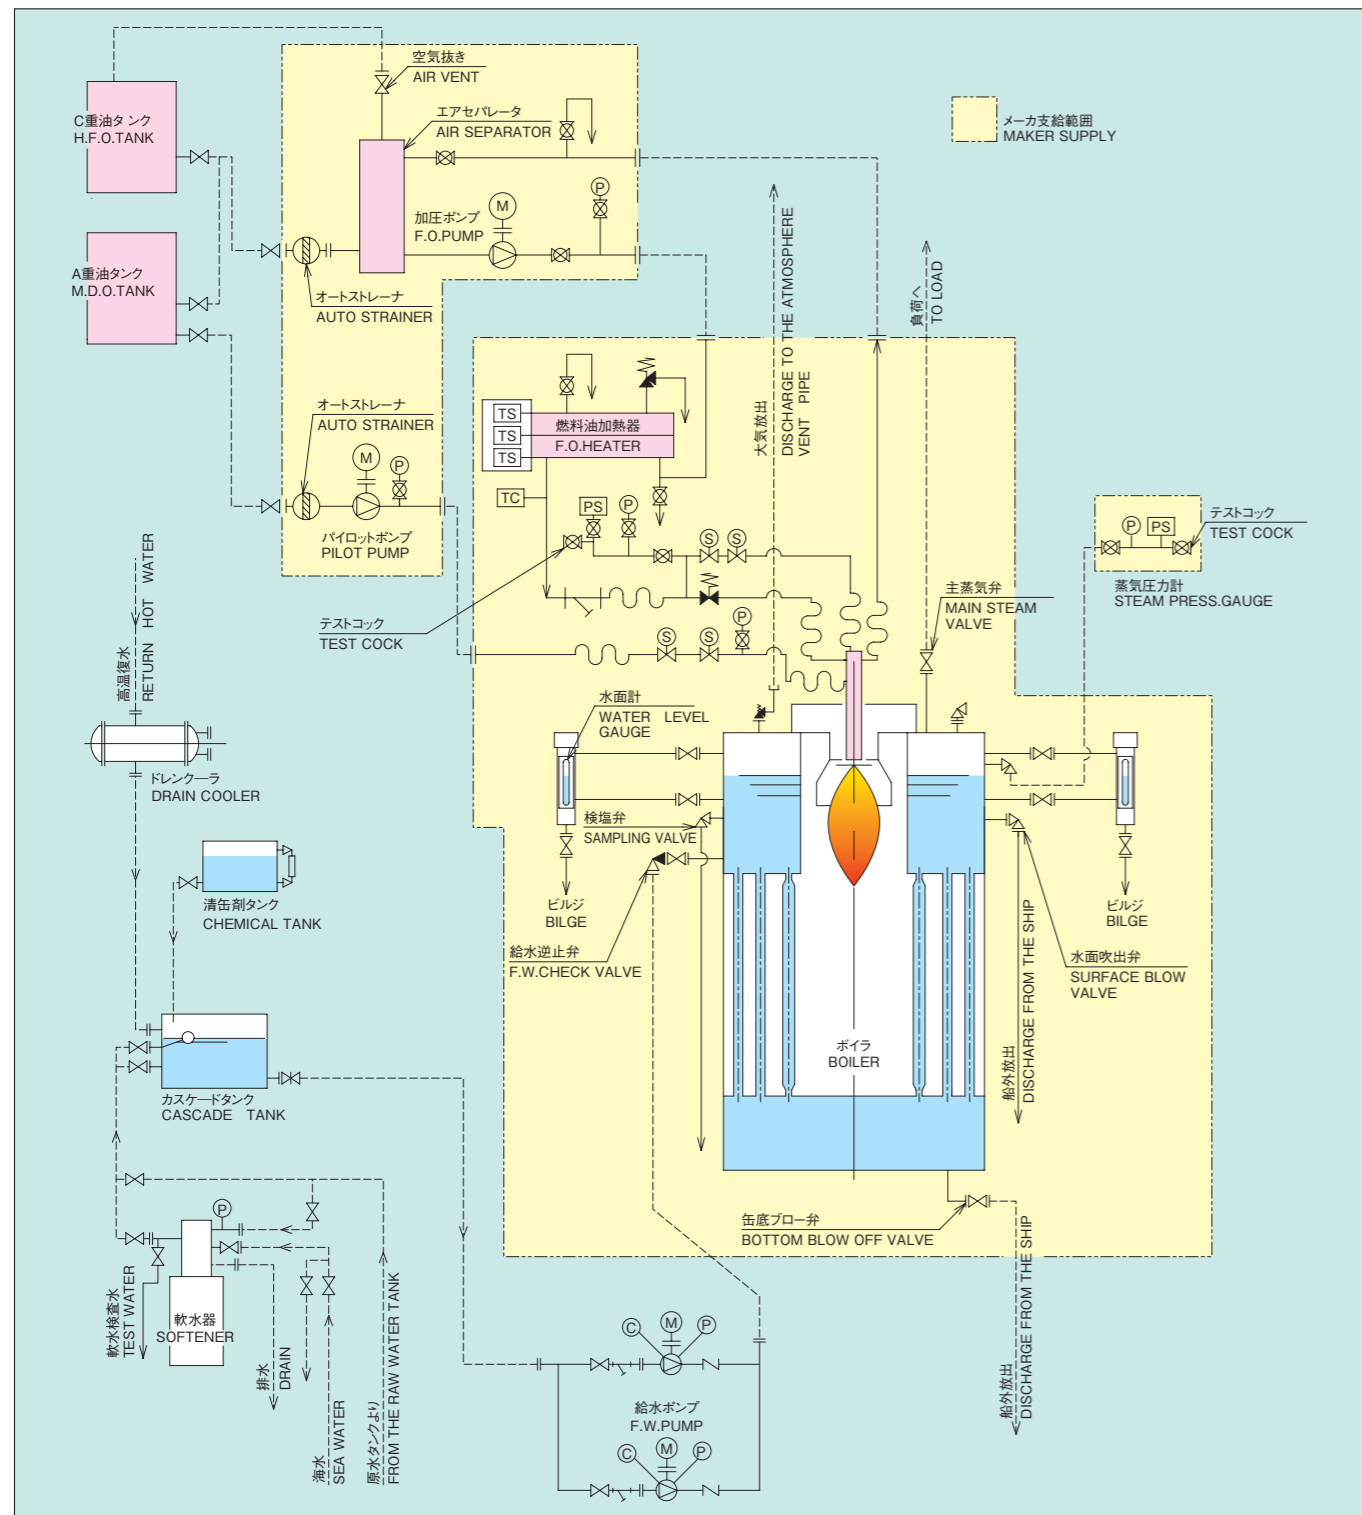 空気抜き
AIR VENT
C重油タンク
H.F.O.TANK
エアセパレータ
AIR SEPARATOR
メーカ支給範囲
MAKER SUPPLY
加圧ポンプ
F.O.PUMP
M
P
A重油タンク
M.D.O.TANK
オートストレーナ
AUTO STRAINER
大気放出
DISCHARGE TO THE ATMOSPHERE
VENT PIPE
負荷へ
TO LOAD
オートストレーナ
AUTO STRAINER
TS
TS
TS
燃料油加熱器
F.O.HEATER
M
P
TC
PS
P
S
S
パイロットポンプ
PILOT PUMP
P
PS
テストコック
TEST COCK
蒸気圧力計
STEAM PRESS.GAUGE
高温復水
RETURN HOT WATER
テストコック
TEST COCK
S
S
P
主蒸気弁
MAIN STEAM
VALVE
水面計
WATER LEVEL
GAUGE
ドレンクーラ
DRAIN COOLER
検塩弁
SAMPLING VALVE
清缶剤タンク
CHEMICAL TANK
ビルジ
BILGE
ビルジ
BILGE
給水逆止弁
F.W.CHECK VALVE
水面吹出弁
SURFACE BLOW
VALVE
船外放出
DISCHARGE FROM THE SHIP
ボイラ
BOILER
カスケードタンク
CASCADE TANK
缶底ブロー弁
BOTTOM BLOW OFF VALVE
P
軟水検査水
TEST WATER
軟水器
SOFTENER
排水
DRAIN
海水
SEA WATER
原水タンクより
FROM THE RAW WATER TANK
C
M
P
給水ポンプ
F.W.PUMP
C
M
P
船外放出
DISCHARGE FROM THE SHIP